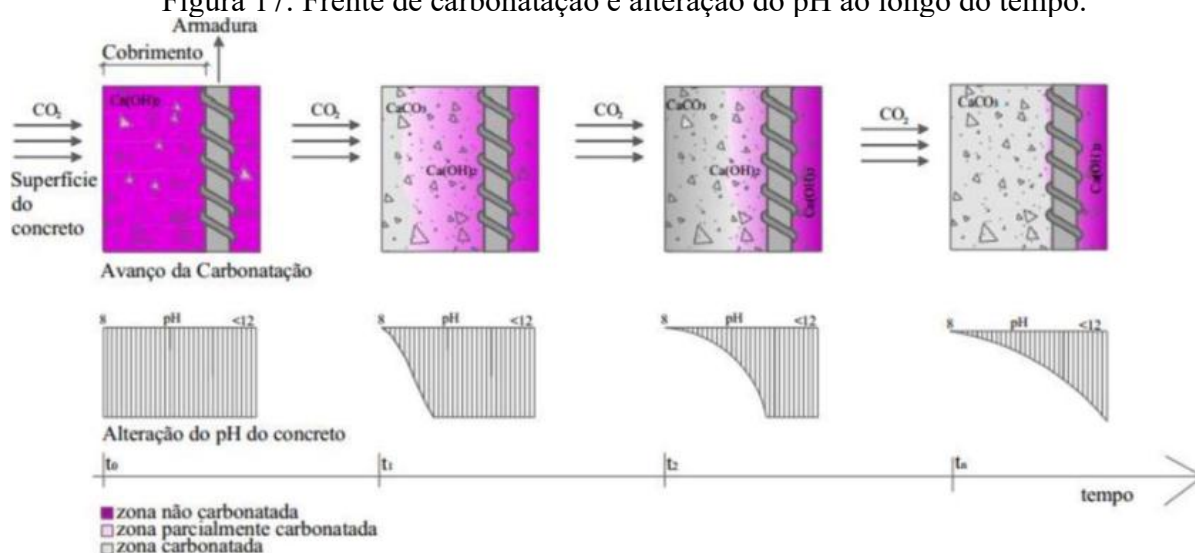 Figura 17. Frente de carbonatação e alteração do pH ao longo do tempo.
Armadura
Cobrimento
Ca(OH)₂
CO₂
Superfície
do
concreto
CO₂
CaCO₃
Ca(OH)₂
CO₂
CaCO₃
Ca(OH)₂
Ca(OH)₂
CO₂
CaCO₃
Ca(OH)₂
Avanço da Carbonatação
8 pH <12
8 pH <12
8 pH <12
8 pH <12
Alteração do pH do concreto
t₀ t₁ t₂ tₙ
tempo
zona não carbonatada
zona parcialmente carbonatada
zona carbonatada